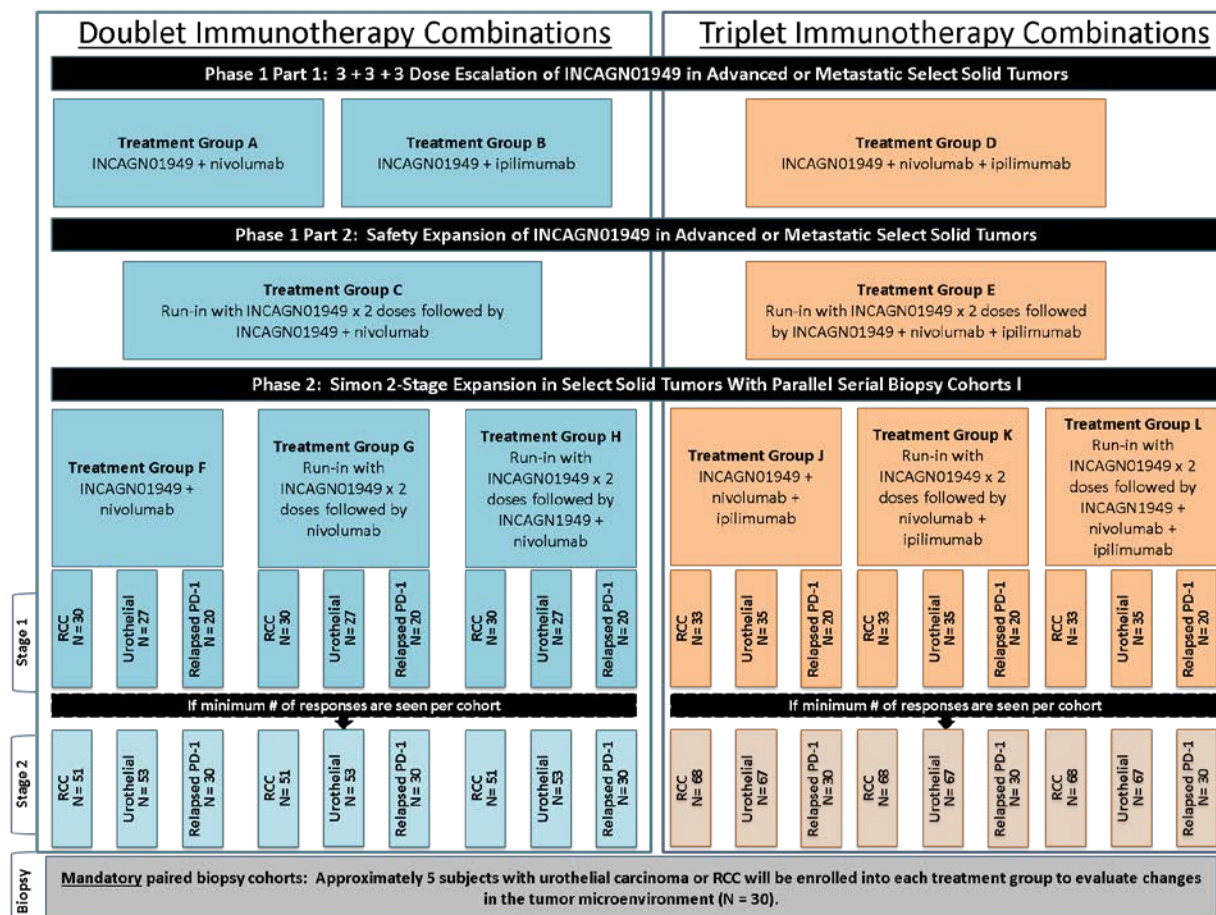 Doublet Immunotherapy Combinations
Triplet Immunotherapy Combinations
Phase 1 Part 1: 3 + 3 + 3 Dose Escalation of INCAGN01949 in Advanced or Metastatic Select Solid Tumors
Treatment Group A
INCAGN01949 + nivolumab
Treatment Group B
INCAGN01949 + ipilimumab
Treatment Group D
INCAGN01949 + nivolumab + ipilimumab
Phase 1 Part 2: Safety Expansion of INCAGN01949 in Advanced or Metastatic Select Solid Tumors
Treatment Group C
Run-in with INCAGN01949 x 2 doses followed by
INCAGN01949 + nivolumab
Treatment Group E
Run-in with INCAGN01949 x 2 doses followed
by INCAGN01949 + nivolumab + ipilimumab
Phase 2: Simon 2-Stage Expansion in Select Solid Tumors With Parallel Serial Biopsy Cohorts l
Treatment Group F
INCAGN01949 +
nivolumab
Treatment Group G
Run-in with
INCAGN01949 x 2
doses followed by
nivolumab
Treatment Group H
Run-in with
INCAGN01949 x 2
doses followed by
INCAGN1949 +
nivolumab
Treatment Group J
INCAGN01949 +
nivolumab +
ipilimumab
Treatment Group K
Run-in with
INCAGN01949 x 2
doses followed by
nivolumab +
ipilimumab
Treatment Group L
Run-in with
INCAGN01949 x 2
doses followed by
INCAGN1949 +
nivolumab +
ipilimumab
Stage 1
RCC
N = 30
Urothelial
N = 27
Relapsed PD-1
N = 20
RCC
N = 30
Urothelial
N = 27
Relapsed PD-1
N = 20
RCC
N = 30
Urothelial
N = 27
Relapsed PD-1
N = 20
RCC
N = 33
Urothelial
N = 35
Relapsed PD-1
N = 20
RCC
N = 33
Urothelial
N = 35
Relapsed PD-1
N = 20
RCC
N = 33
Urothelial
N = 35
Relapsed PD-1
N = 20
If minimum # of responses are seen per cohort
If minimum # of responses are seen per cohort
Stage 2
RCC
N = 51
Urothelial
N = 53
Relapsed PD-1
N = 30
RCC
N = 51
Urothelial
N = 53
Relapsed PD-1
N = 30
RCC
N = 51
Urothelial
N = 53
Relapsed PD-1
N = 30
RCC
N= 68
Urothelial
N=67
Relapsed PD-1
N = 30
RCC
N= 68
Urothelial
N= 67
Relapsed PD-1
N = 30
RCC
N= 68
Urothelial
N= 67
Relapsed PD-1
N = 30
Biopsy
Mandatory paired biopsy cohorts: Approximately 5 subjects with urothelial carcinoma or RCC will be enrolled into each treatment group to evaluate changes
in the tumor microenvironment (N = 30).